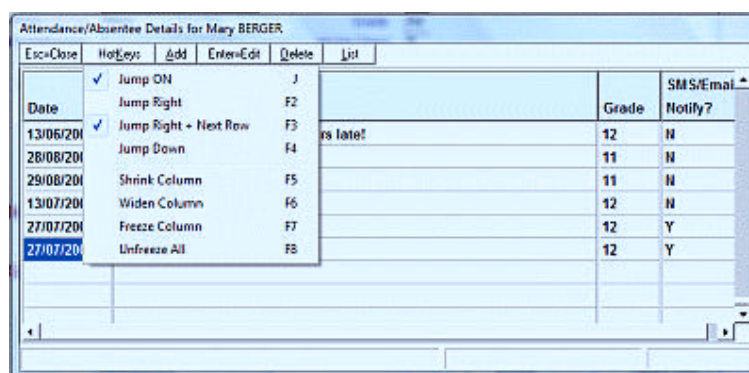 Attendance/Absentee Details for Mary BERGER
Esc=Close HotKeys Add Enter=Edit Delete List
Jump ON J
Jump Right F2
Jump Right + Next Row F3
Jump Down F4
Shrink Column F5
Widen Column F6
Freeze Column F7
Unfreeze All F8
Date Grade SMS/Email Notify?
13/06/200 rs late! 12 N
28/08/200 11 N
29/08/200 11 N
13/07/200 12 N
27/07/200 12 Y
27/07/200 12 Y